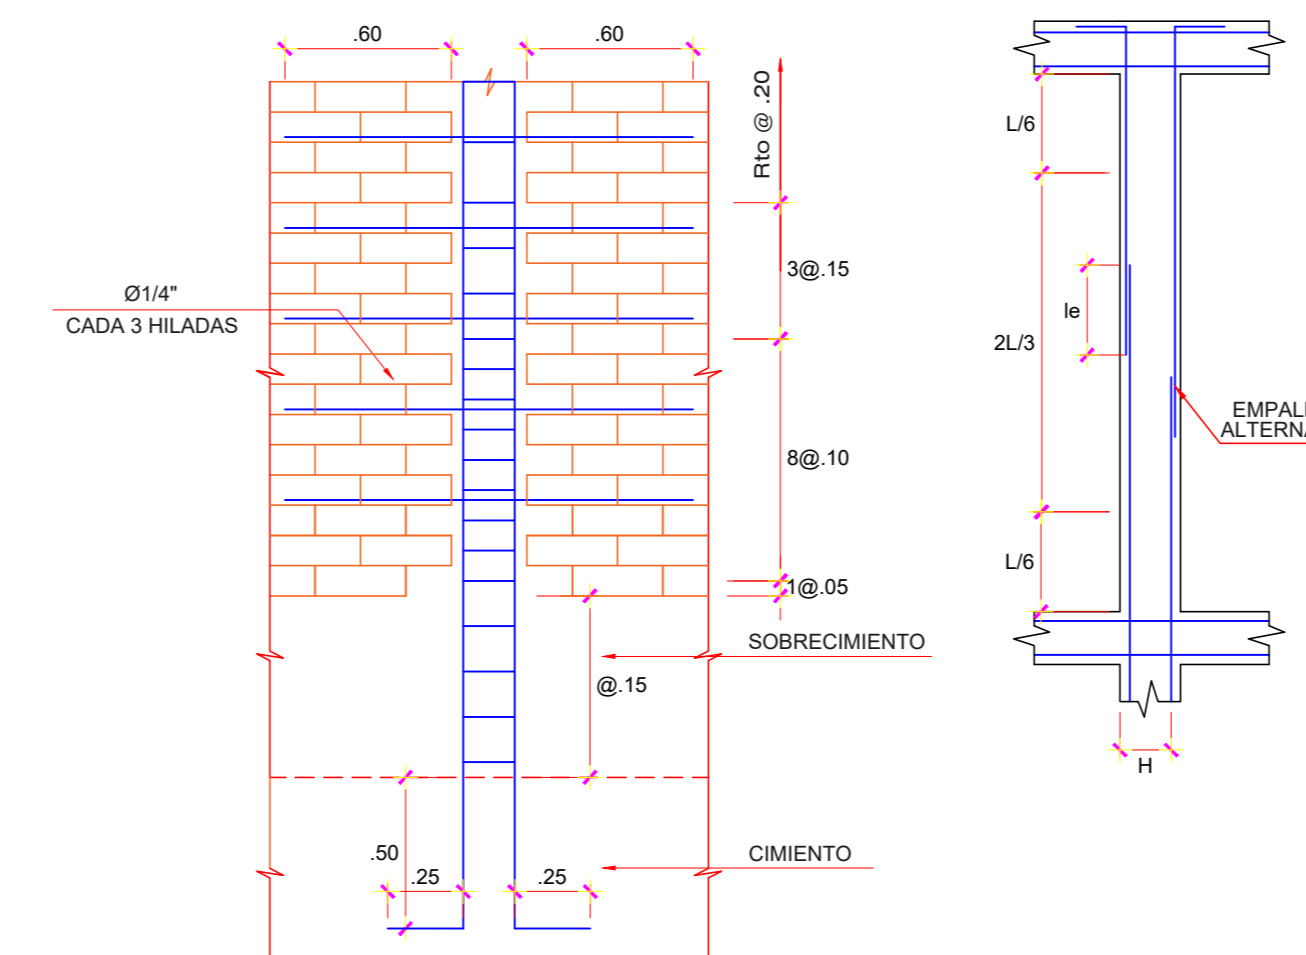 .60
.60
Rto @ .20
L/6
3@.15
Ø1/4"
CADA 3 HILADAS
le
2L/3
8@.10
L/6
1@.05
SOBRECIMIENTO
@.15
H
CIMIENTO
.50
.25
.25